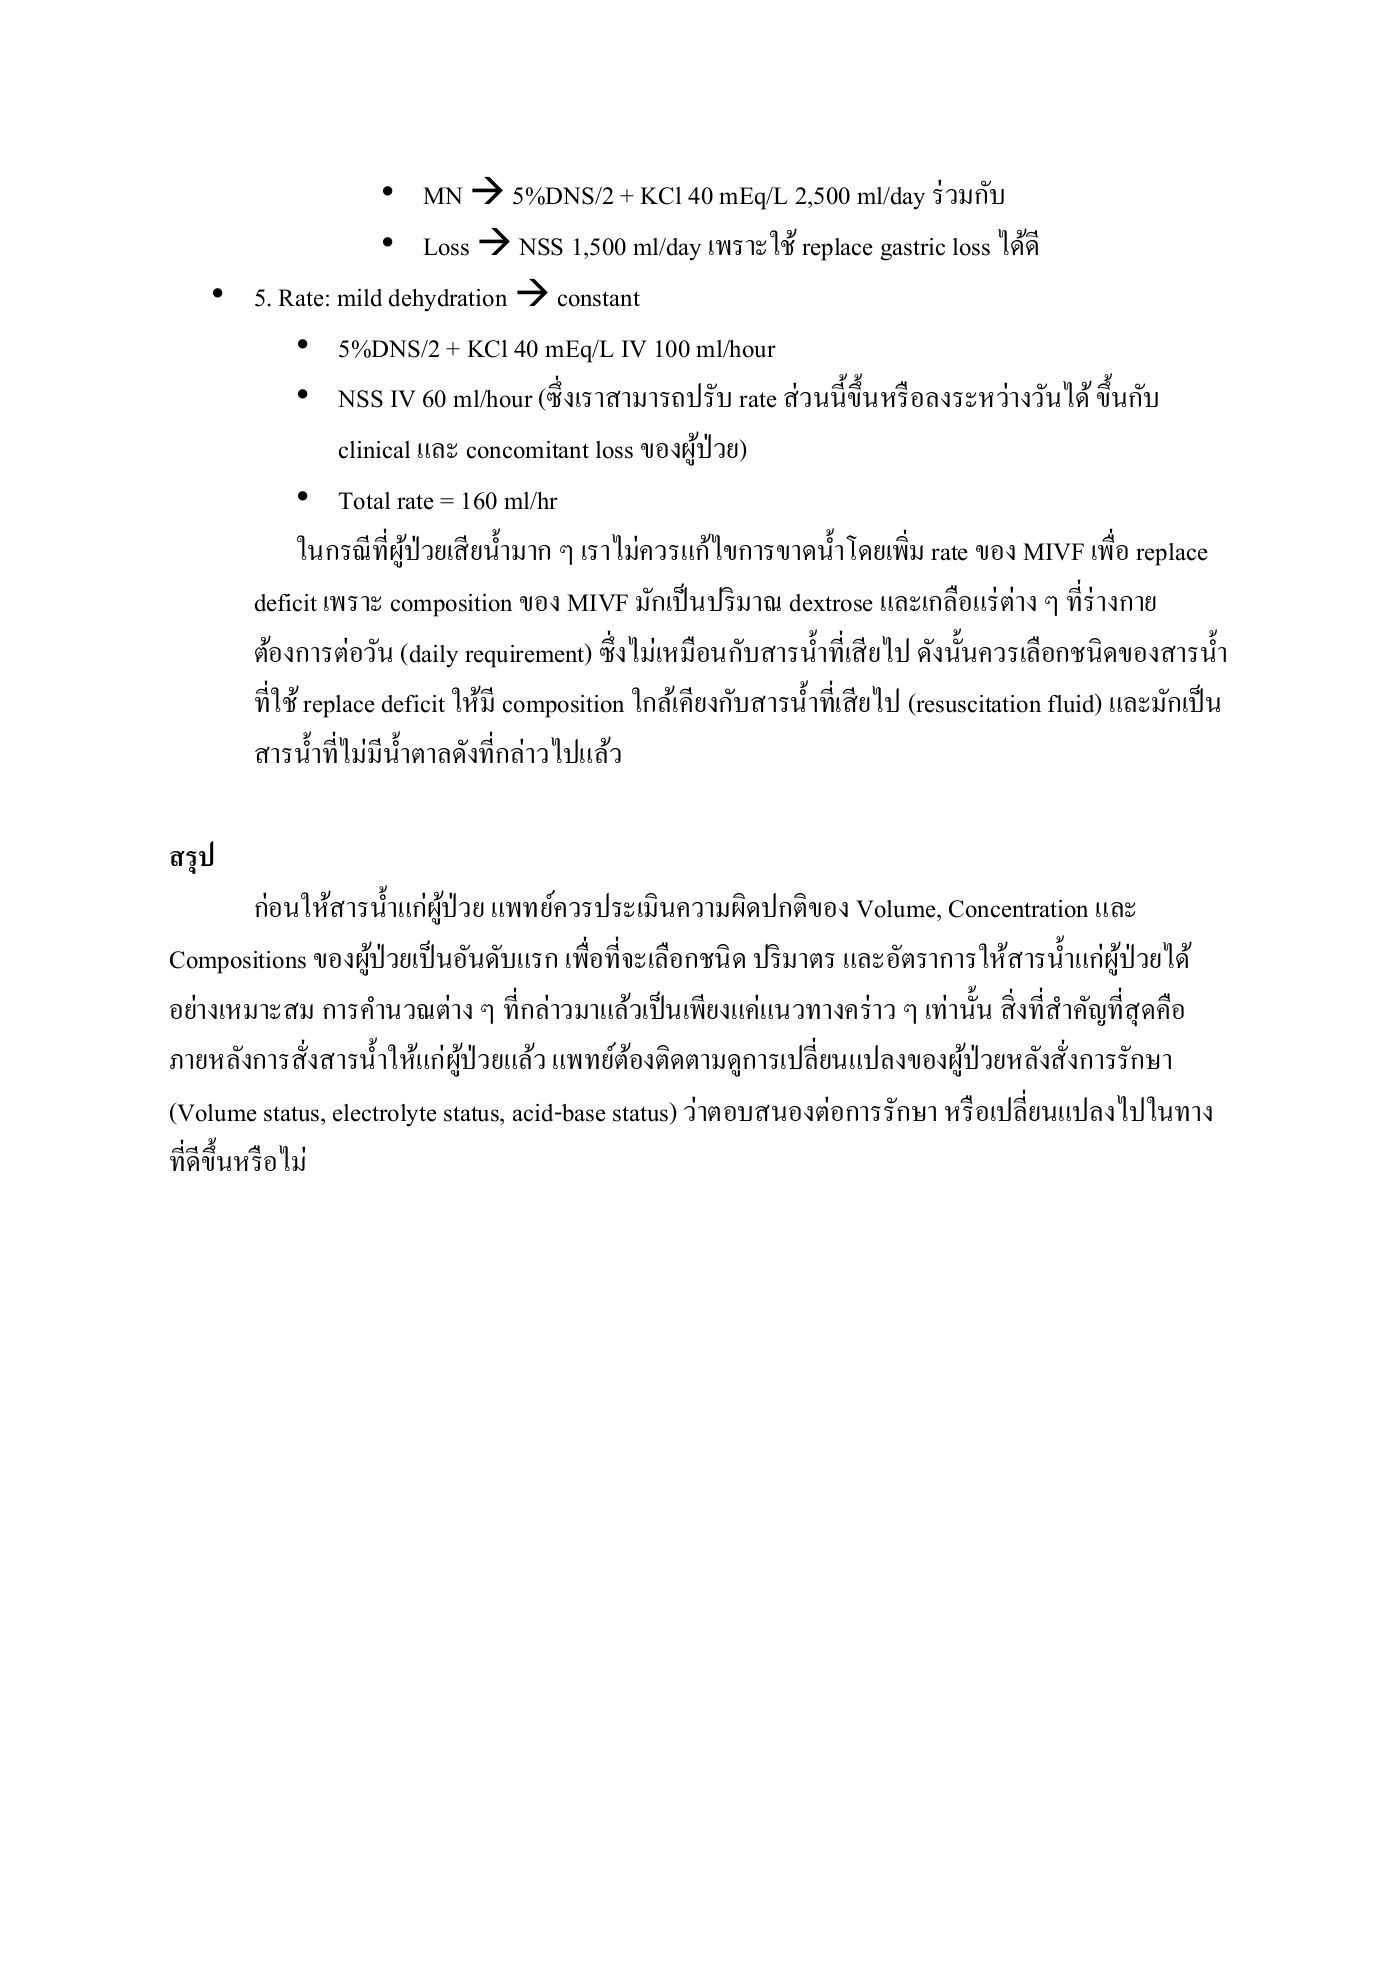 • MN → 5%DNS/2 + KCl 40 mEq/L 2,500 ml/day ร่วมกับ
• Loss → NSS 1,500 ml/day เพราะใช้ replace gastric loss ได้ดี
• 5. Rate: mild dehydration → constant
• 5%DNS/2 + KCl 40 mEq/L IV 100 ml/hour
• NSS IV 60 ml/hour (ซึ่งเราสามารถปรับ rate ส่วนนี้ขึ้นหรือลงระหว่างวันได้ ขึ้นกับ
clinical และ concomitant loss ของผู้ป่วย)
• Total rate = 160 ml/hr
ในกรณีที่ผู้ป่วยเสียน้ำมาก ๆ เราไม่ควรแก้ไขการขาดน้ำโดยเพิ่ม rate ของ MIVF เพื่อ replace
deficit เพราะ composition ของ MIVF มักเป็นปริมาณ dextrose และเกลือแร่ต่าง ๆ ที่ร่างกาย
ต้องการต่อวัน (daily requirement) ซึ่งไม่เหมือนกับสารน้ำที่เสียไป ดังนั้นควรเลือกชนิดของสารน้ำ
ที่ใช้ replace deficit ให้มี composition ใกล้เคียงกับสารน้ำที่เสียไป (resuscitation fluid) และมักเป็น
สารน้ำที่ไม่มีน้ำตาลดังที่กล่าวไปแล้ว
สรุป
ก่อนให้สารน้ำแก่ผู้ป่วย แพทย์ควรประเมินความผิดปกติของ Volume, Concentration และ
Compositions ของผู้ป่วยเป็นอันดับแรก เพื่อที่จะเลือกชนิด ปริมาตร และอัตราการให้สารน้ำแก่ผู้ป่วยได้
อย่างเหมาะสม การคำนวณต่าง ๆ ที่กล่าวมาแล้วเป็นเพียงแค่แนวทางคร่าว ๆ เท่านั้น สิ่งที่สำคัญที่สุดคือ
ภายหลังการสั่งสารน้ำให้แก่ผู้ป่วยแล้ว แพทย์ต้องติดตามดูการเปลี่ยนแปลงของผู้ป่วยหลังสั่งการรักษา
(Volume status, electrolyte status, acid-base status) ว่าตอบสนองต่อการรักษา หรือเปลี่ยนแปลงไปในทาง
ที่ดีขึ้นหรือไม่